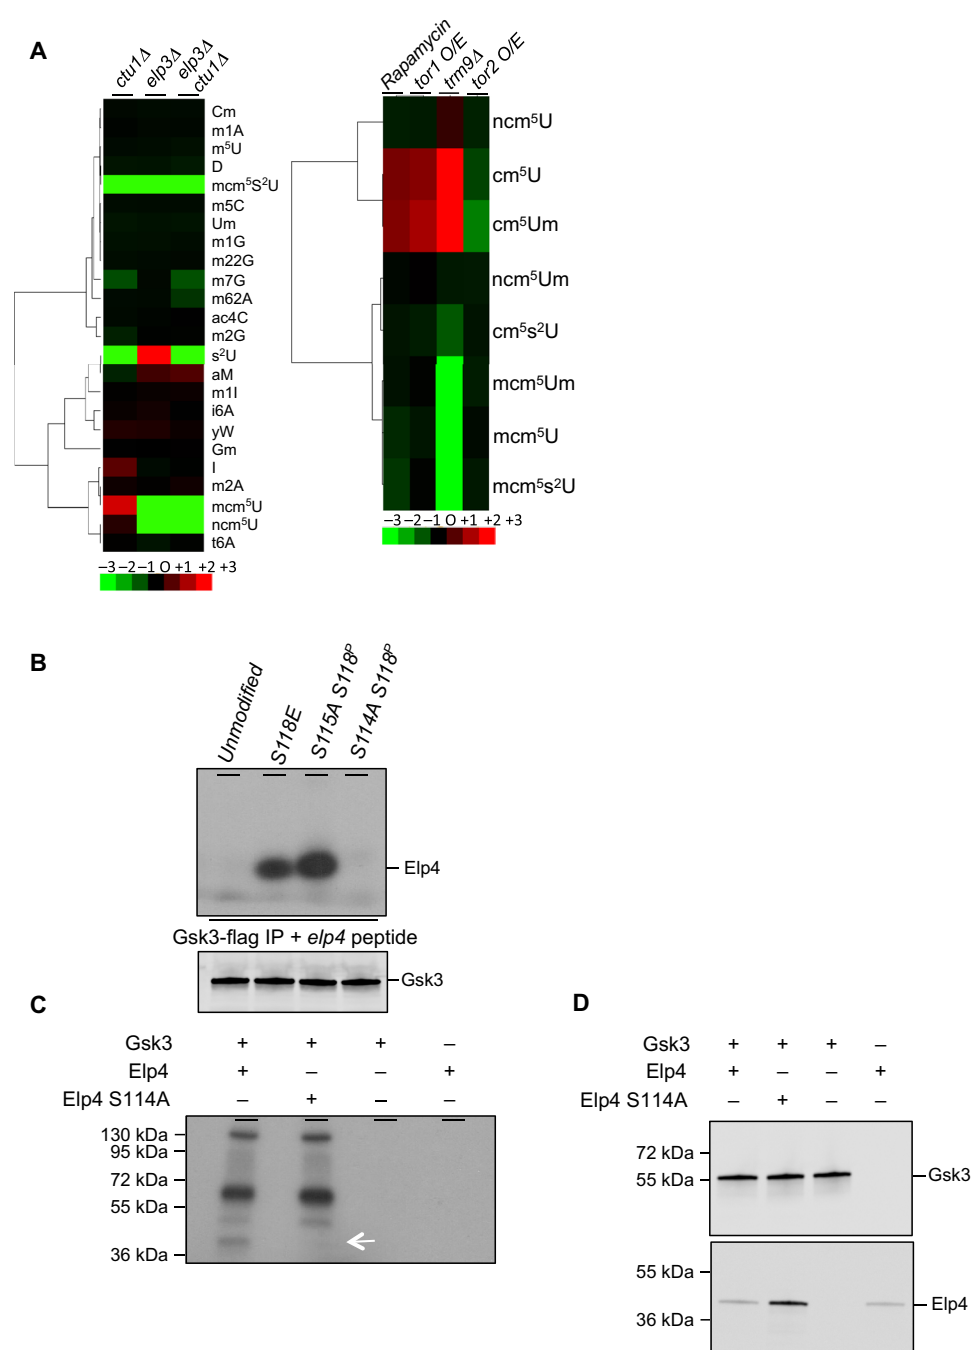 A
ctu1Δ elp3Δ elp3Δ ctu1Δ
Cm
m1A
m⁵U
D
mcm⁵S²U
m5C
Um
m1G
m22G
m7G
m62A
ac4C
m2G
s²U
aM
m1I
i6A
yW
Gm
I
m2A
mcm⁵U
ncm⁵U
t6A
–3 –2 –1 O +1 +2 +3
Rapamycin tor1 O/E trm9Δ tor2 O/E
ncm⁵U
cm⁵U
cm⁵Um
ncm⁵Um
cm⁵s²U
mcm⁵Um
mcm⁵U
mcm⁵s²U
–3 –2 –1 O +1 +2 +3
B
Unmodified S118E S115A S118ᴾ S114A S118ᴾ
Elp4
Gsk3-flag IP + elp4 peptide
Gsk3
C
Gsk3 + + + –
Elp4 + – – +
Elp4 S114A – + – –
130 kDa
95 kDa
72 kDa
55 kDa
36 kDa
D
Gsk3 + + + –
Elp4 + – – +
Elp4 S114A – + – –
72 kDa
55 kDa
Gsk3
55 kDa
36 kDa
Elp4